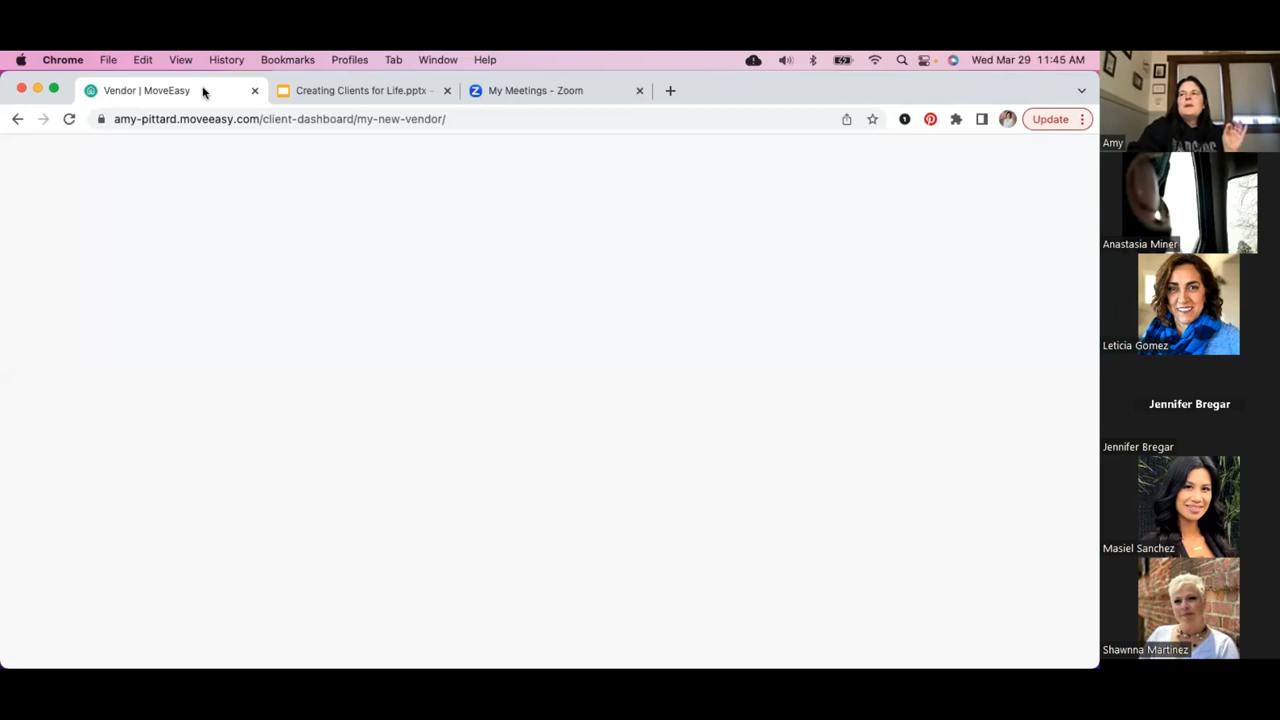 Chrome File Edit View History Bookmarks Profiles Tab Window Help Wed Mar 29 11:45 AM
Vendor | MoveEasy
Creating Clients for Life.pptx -
My Meetings - Zoom
amy-pittard.moveeasy.com/client-dashboard/my-new-vendor/
Update
Amy
Anastasia Miner
Leticia Gomez
Jennifer Bregar
Jennifer Bregar
Masiel Sanchez
Shawnna Martinez